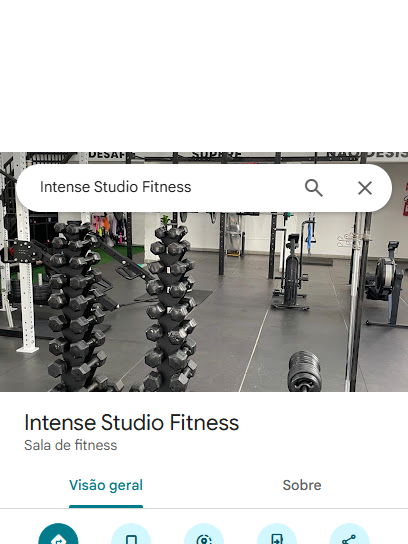 DESAF
SUPERE
NÃO DESIS
Intense Studio Fitness
Intense Studio Fitness
Sala de fitness
Visão geral
Sobre